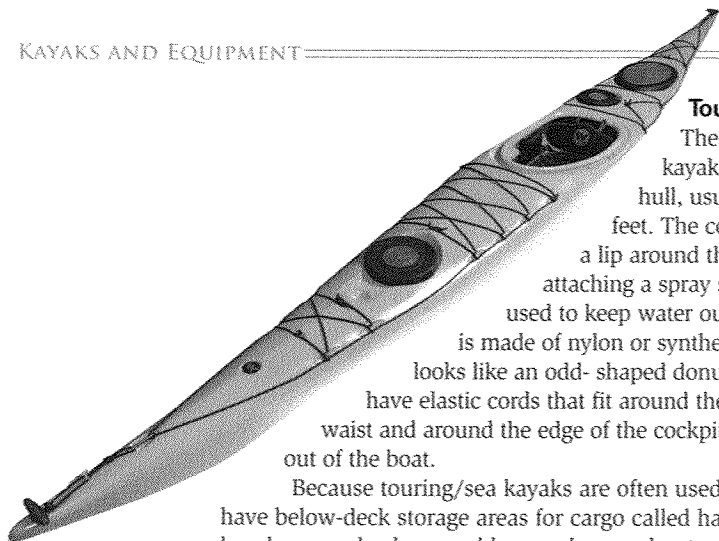 KAYAKS AND EQUIPMENT
Tou
The
kayak
hull, usu
feet. The co
a lip around th
attaching a spray s
used to keep water ou
is made of nylon or synthe
looks like an odd- shaped donu
have elastic cords that fit around the
waist and around the edge of the cockpi
out of the boat.
Because touring/sea kayaks are often used
have below-deck storage areas for cargo called ha